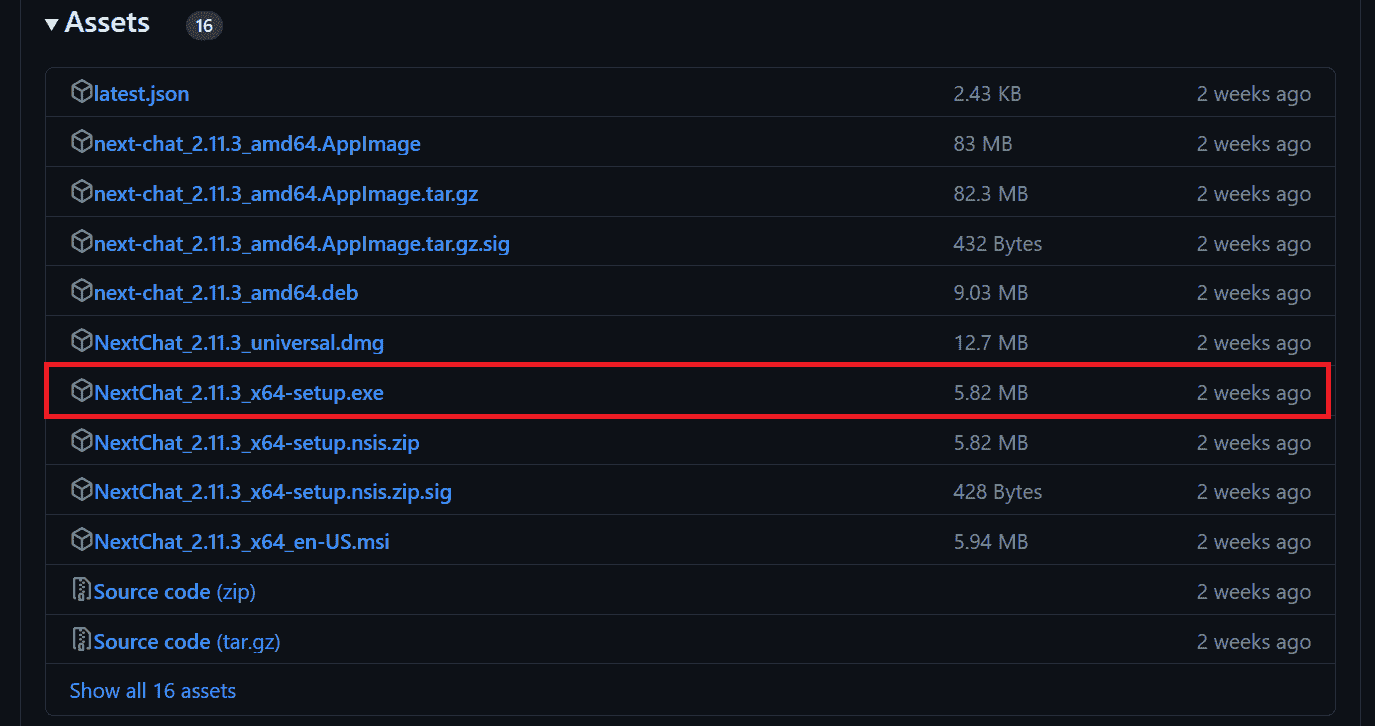 Assets 16
latest.json 2.43 KB 2 weeks ago
next-chat_2.11.3_amd64.AppImage 83 MB 2 weeks ago
next-chat_2.11.3_amd64.AppImage.tar.gz 82.3 MB 2 weeks ago
next-chat_2.11.3_amd64.AppImage.tar.gz.sig 432 Bytes 2 weeks ago
next-chat_2.11.3_amd64.deb 9.03 MB 2 weeks ago
NextChat_2.11.3_universal.dmg 12.7 MB 2 weeks ago
NextChat_2.11.3_x64-setup.exe 5.82 MB 2 weeks ago
NextChat_2.11.3_x64-setup.nsis.zip 5.82 MB 2 weeks ago
NextChat_2.11.3_x64-setup.nsis.zip.sig 428 Bytes 2 weeks ago
NextChat_2.11.3_x64_en-US.msi 5.94 MB 2 weeks ago
Source code (zip) 2 weeks ago
Source code (tar.gz) 2 weeks ago
Show all 16 assets